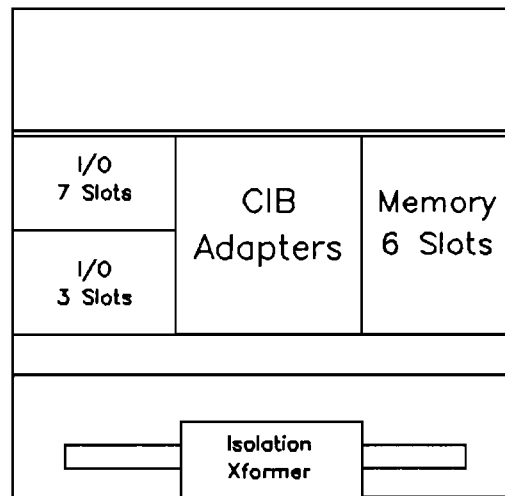 I/O
7 Slots
CIB
Adapters
Memory
6 Slots
I/O
3 Slots
Isolation
Xformer